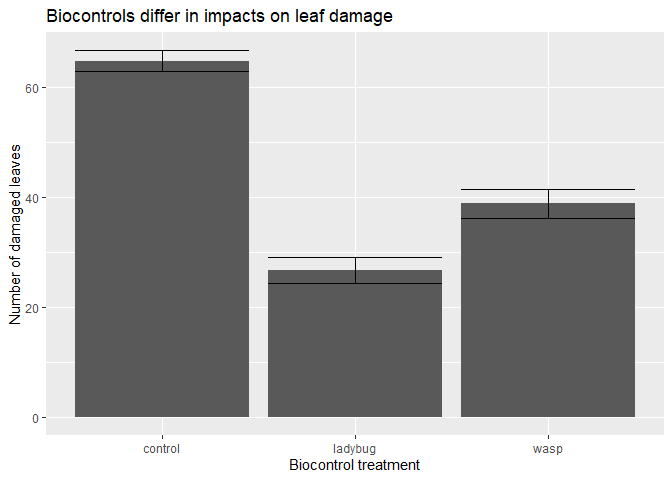 Biocontrols differ in impacts on leaf damage
Number of damaged leaves
60
40
20
0
control ladybug wasp
Biocontrol treatment